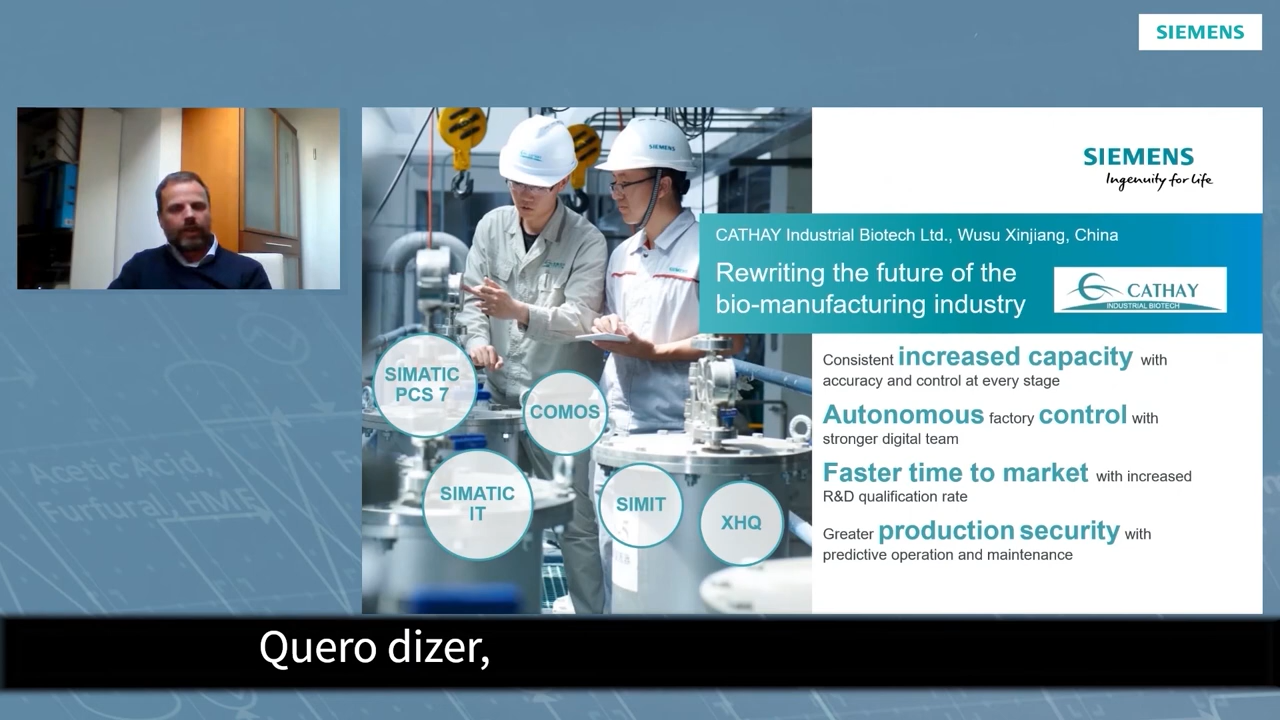 SIEMENS
SIEMENS
Ingenuity for life
SIEMENS
CATHAY Industrial Biotech Ltd., Wusu Xinjiang, China
Rewriting the future of the
bio-manufacturing industry
CATHAY
INDUSTRIAL BIOTECH
SIMATIC
PCS 7
COMOS
SIMATIC
IT
SIMIT
XHQ
Consistent increased capacity with
accuracy and control at every stage
Autonomous factory control with
stronger digital team
Faster time to market with increased
R&D qualification rate
Greater production security with
predictive operation and maintenance
Acetic Acid,
Furfural, HMF
Quero dizer,